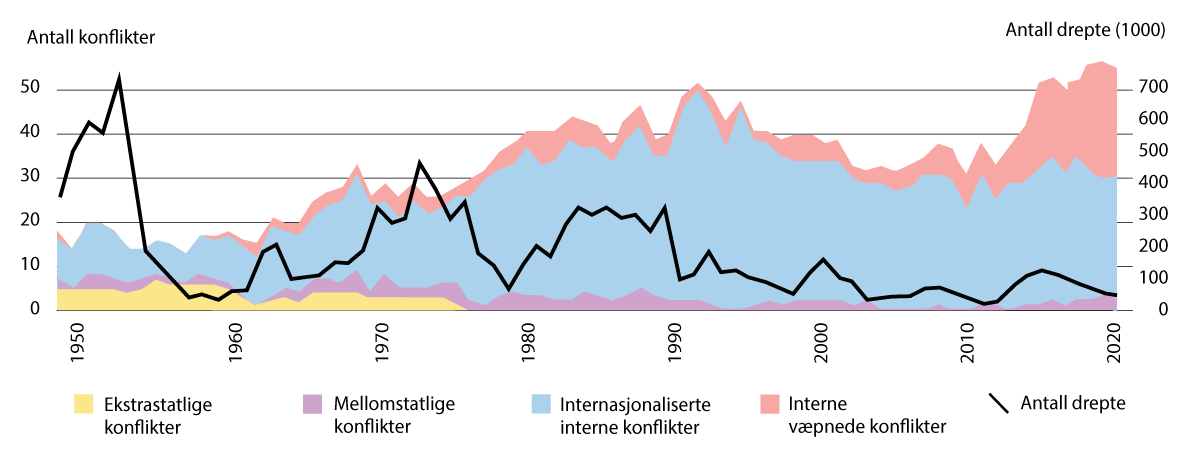 Antall konflikter
Antall drepte (1000)
50
40
30
20
10
0
700
600
500
400
300
200
100
0
1950
1960
1970
1980
1990
2000
2010
2020
Ekstrastatlige
konflikter
Mellomstatlige
konflikter
Internasjonaliserte
interne konflikter
Interne
væpnede konflikter
Antall drepte